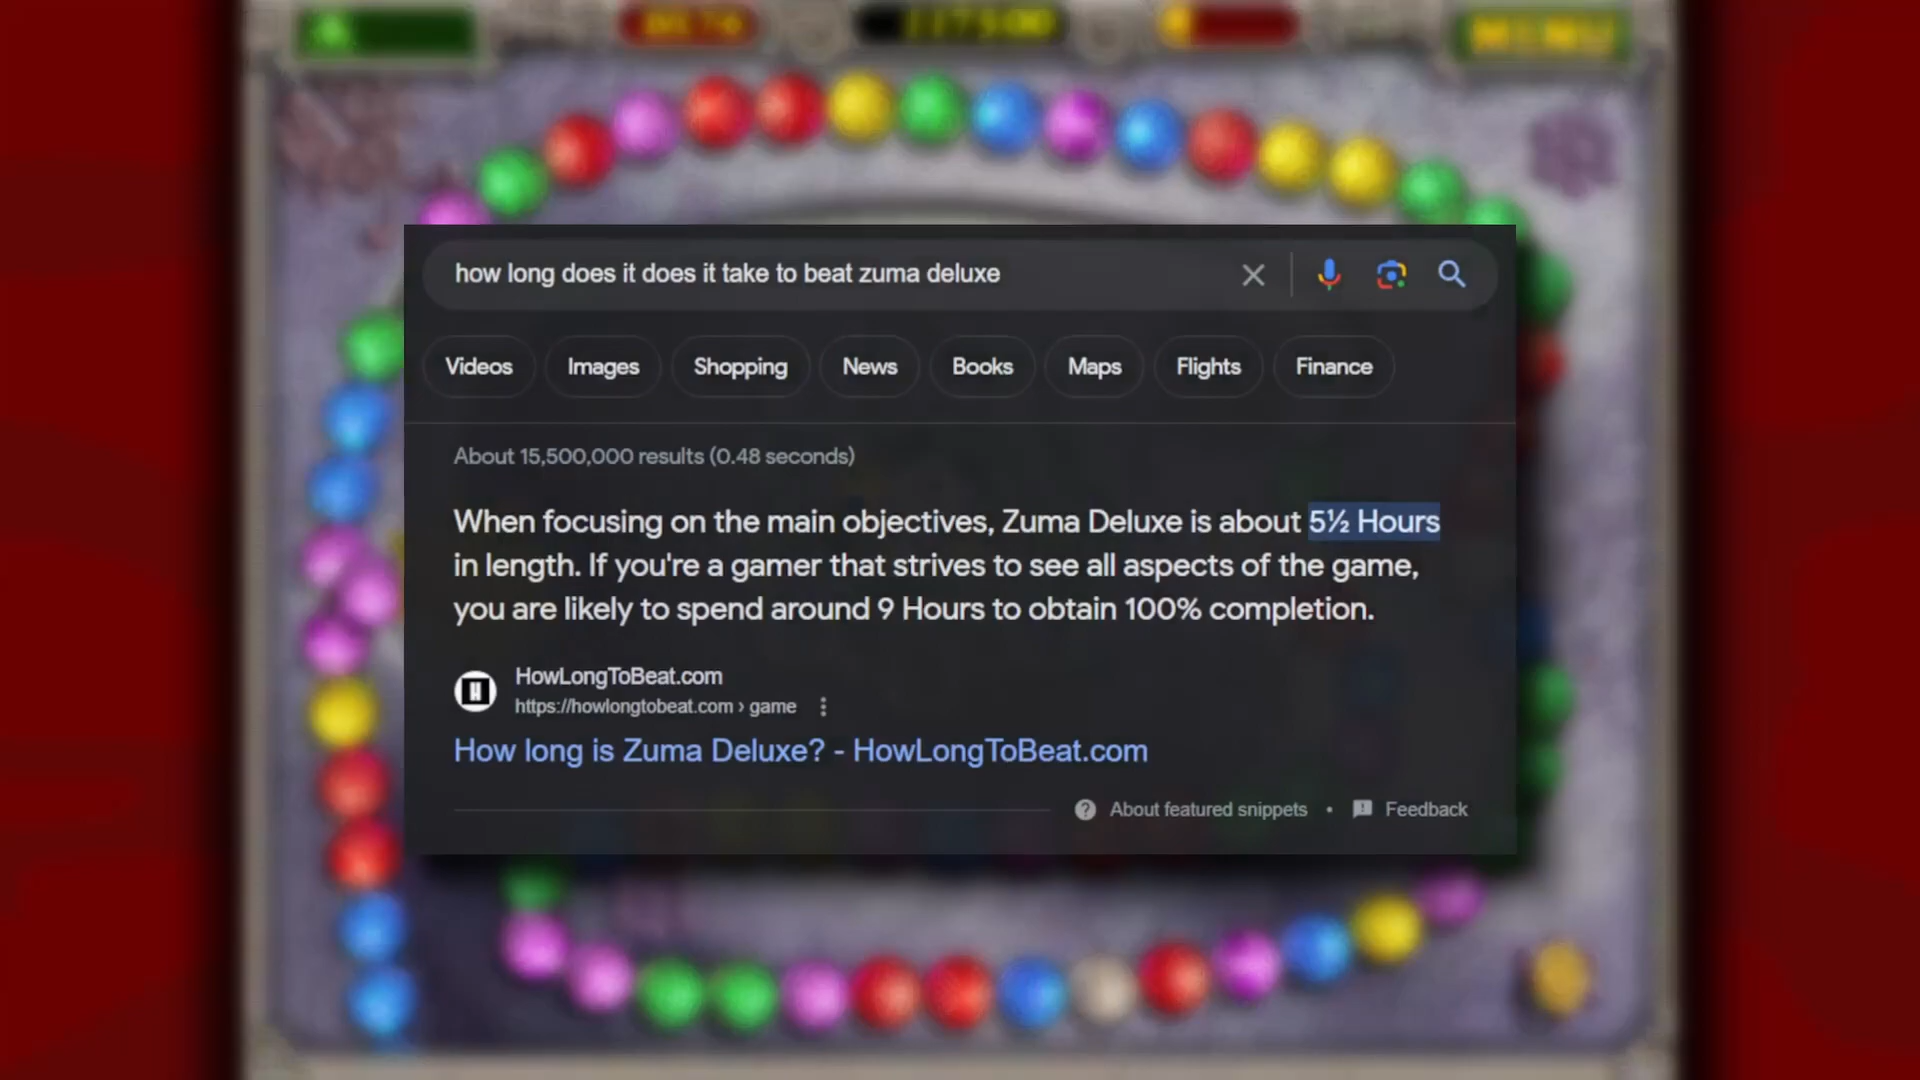 MENU
how long does it does it take to beat zuma deluxe
Videos Images Shopping News Books Maps Flights Finance
About 15,500,000 results (0.48 seconds)
When focusing on the main objectives, Zuma Deluxe is about 5½ Hours
in length. If you're a gamer that strives to see all aspects of the game,
you are likely to spend around 9 Hours to obtain 100% completion.
HowLongToBeat.com
https://howlongtobeat.com › game
How long is Zuma Deluxe? - HowLongToBeat.com
About featured snippets • Feedback